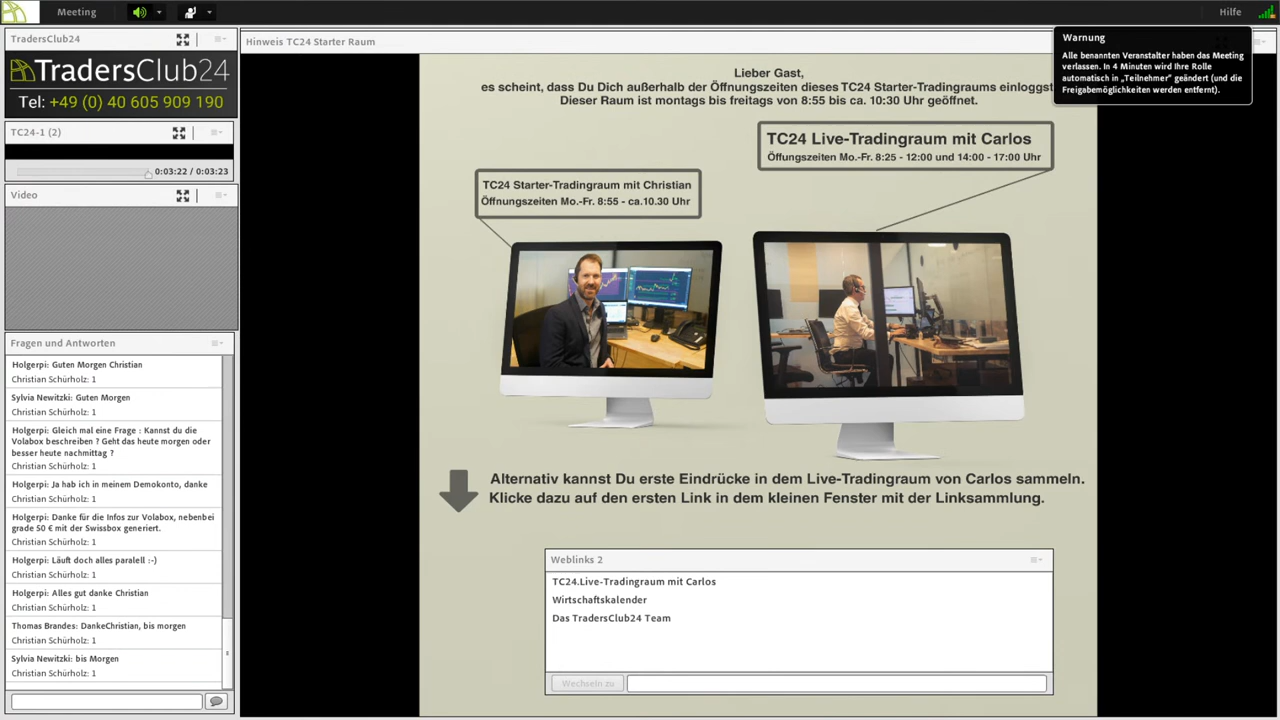 Meeting
Hilfe
TradersClub24
TradersClub24
Tel: +49 (0) 40 605 909 190
TC24-1 (2)
0:03:22 / 0:03:23
Video
Fragen und Antworten
Holgerpi: Guten Morgen Christian
Christian Schürholz: 1
Sylvia Newitzki: Guten Morgen
Christian Schürholz: 1
Holgerpi: Gleich mal eine Frage : Kannst du die
Volabox beschreiben ? Geht das heute morgen oder
besser heute nachmittag ?
Christian Schürholz: 1
Holgerpi: Ja hab ich in meinem Demokonto, danke
Christian Schürholz: 1
Holgerpi: Danke für die Infos zur Volabox, nebenbei
grade 50 € mit der Swissbox generiert.
Christian Schürholz: 1
Holgerpi: Läuft doch alles paralell :-)
Christian Schürholz: 1
Holgerpi: Alles gut danke Christian
Christian Schürholz: 1
Thomas Brandes: DankeChristian, bis morgen
Christian Schürholz: 1
Sylvia Newitzki: bis Morgen
Christian Schürholz: 1
Hinweis TC24 Starter Raum
Lieber Gast,
es scheint, dass Du Dich außerhalb der Öffnungszeiten dieses TC24 Starter-Tradingraums einloggst
Dieser Raum ist montags bis freitags von 8:55 bis ca. 10:30 Uhr geöffnet.
Warnung
Alle benannten Veranstalter haben das Meeting
verlassen. In 4 Minuten wird Ihre Rolle
automatisch in „Teilnehmer" geändert (und die
Freigabemöglichkeiten werden entfernt).
TC24 Live-Tradingraum mit Carlos
Öffungszeiten Mo.-Fr. 8:25 - 12:00 und 14:00 - 17:00 Uhr
TC24 Starter-Tradingraum mit Christian
Öffnungszeiten Mo.-Fr. 8:55 - ca.10.30 Uhr
Alternativ kannst Du erste Eindrücke in dem Live-Tradingraum von Carlos sammeln.
Klicke dazu auf den ersten Link in dem kleinen Fenster mit der Linksammlung.
Weblinks 2
TC24.Live-Tradingraum mit Carlos
Wirtschaftskalender
Das TradersClub24 Team
Wechseln zu